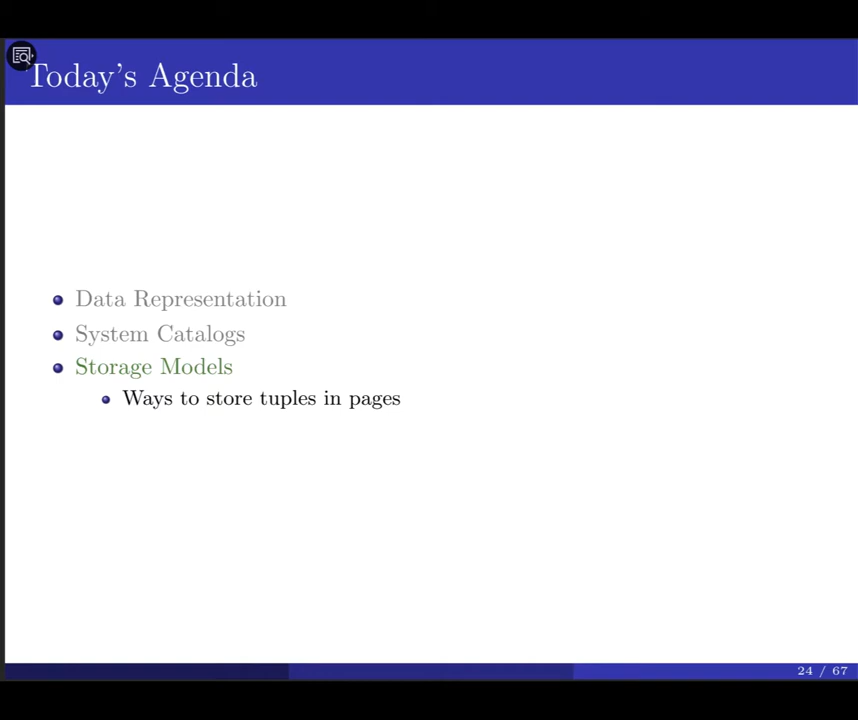 Today's Agenda
Data Representation
System Catalogs
Storage Models
Ways to store tuples in pages
24 / 67